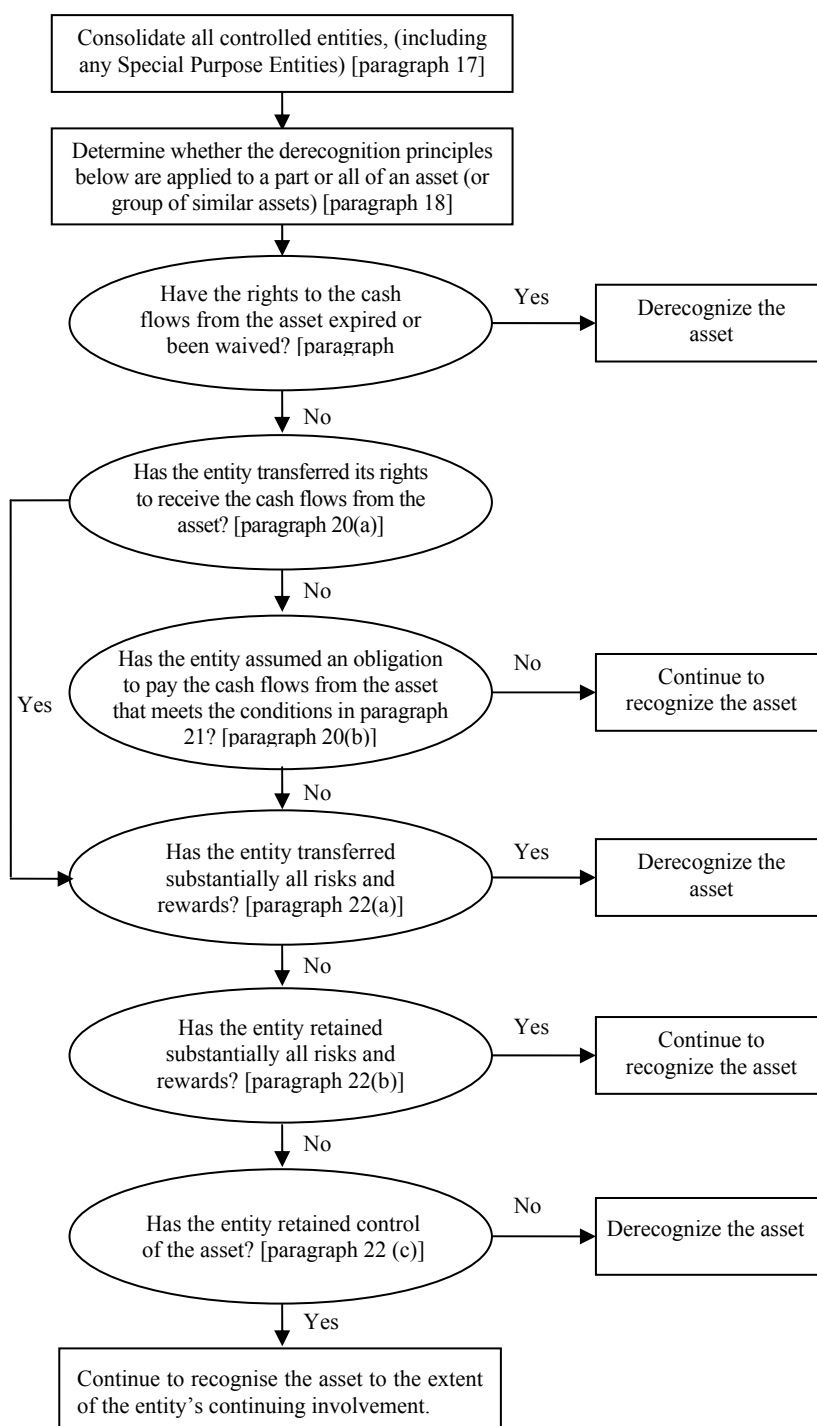 Consolidate all controlled entities, (including
any Special Purpose Entities) [paragraph 17]
Determine whether the derecognition principles
below are applied to a part or all of an asset (or
group of similar assets) [paragraph 18]
Have the rights to the cash
flows from the asset expired or
been waived? [paragraph
Yes
Derecognize the
asset
No
Has the entity transferred its rights
to receive the cash flows from the
asset? [paragraph 20(a)]
Yes
No
Has the entity assumed an obligation
to pay the cash flows from the asset
that meets the conditions in paragraph
21? [paragraph 20(b)]
No
Continue to
recognize the asset
No
Has the entity transferred
substantially all risks and
rewards? [paragraph 22(a)]
Yes
Derecognize the
asset
No
Has the entity retained
substantially all risks and
rewards? [paragraph 22(b)]
Yes
Continue to
recognize the asset
No
Has the entity retained control
of the asset? [paragraph 22 (c)]
No
Derecognize the asset
Yes
Continue to recognise the asset to the extent
of the entity's continuing involvement.